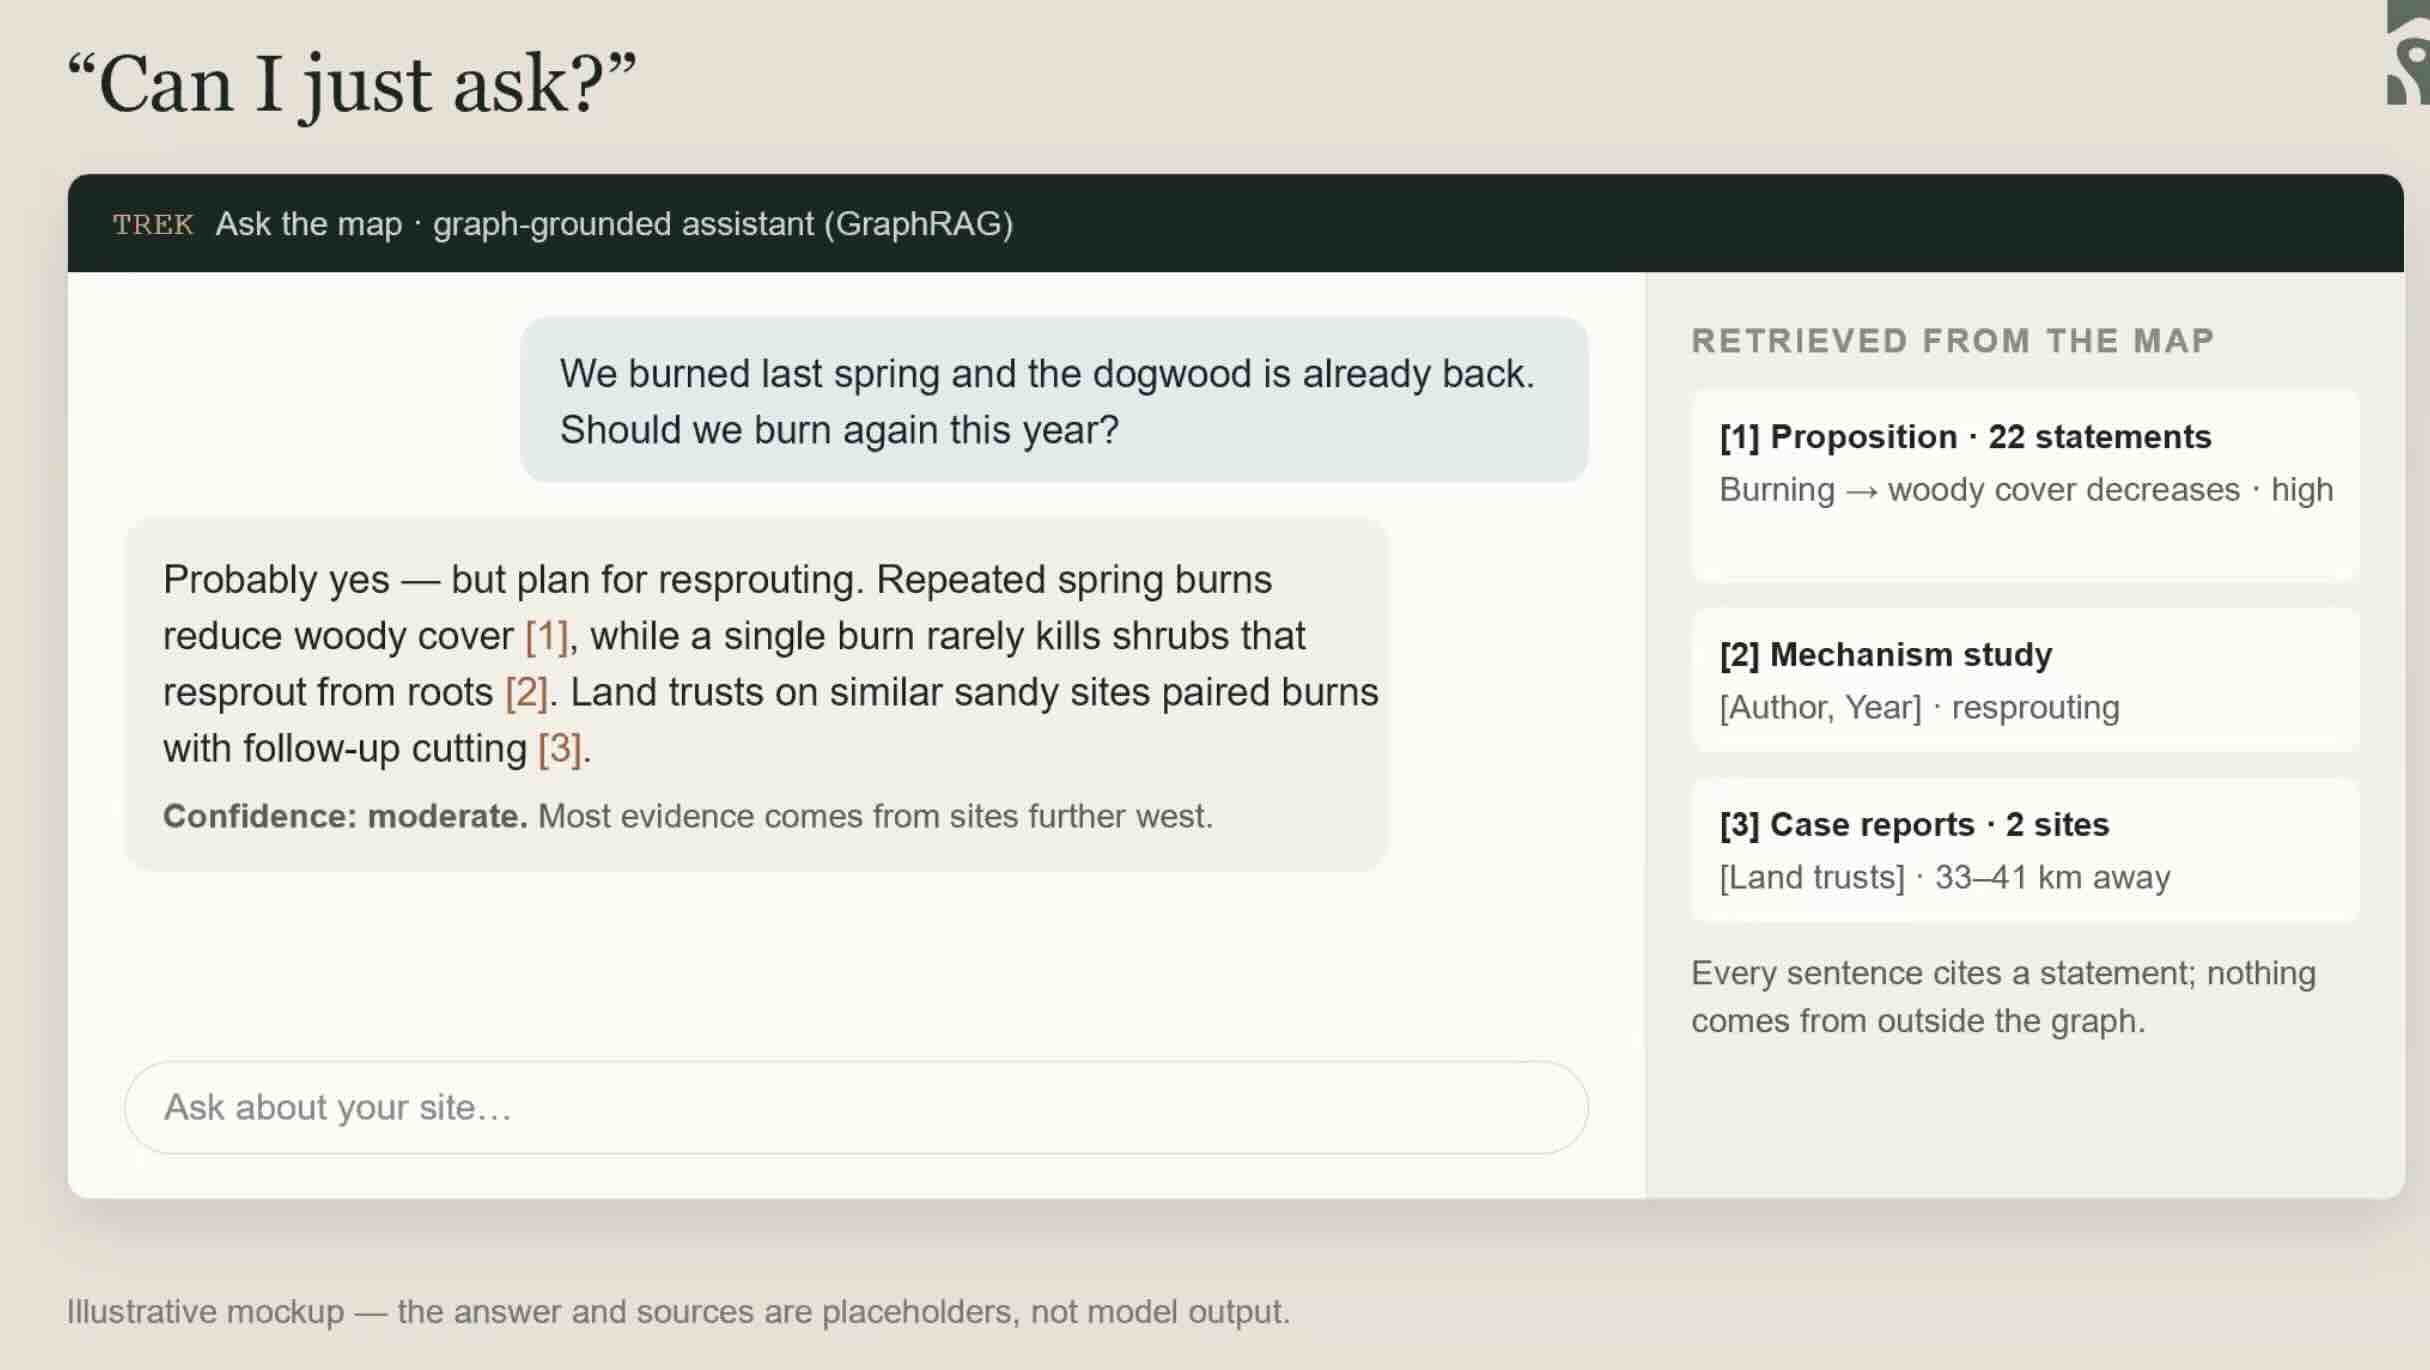 “Can I just ask?”
TREK Ask the map · graph-grounded assistant (GraphRAG)
We burned last spring and the dogwood is already back.
Should we burn again this year?
Probably yes — but plan for resprouting. Repeated spring burns
reduce woody cover [1], while a single burn rarely kills shrubs that
resprout from roots [2]. Land trusts on similar sandy sites paired burns
with follow-up cutting [3].
Confidence: moderate. Most evidence comes from sites further west.
Ask about your site…
RETRIEVED FROM THE MAP
[1] Proposition · 22 statements
Burning → woody cover decreases · high
[2] Mechanism study
[Author, Year] · resprouting
[3] Case reports · 2 sites
[Land trusts] · 33–41 km away
Every sentence cites a statement; nothing
comes from outside the graph.
Illustrative mockup — the answer and sources are placeholders, not model output.